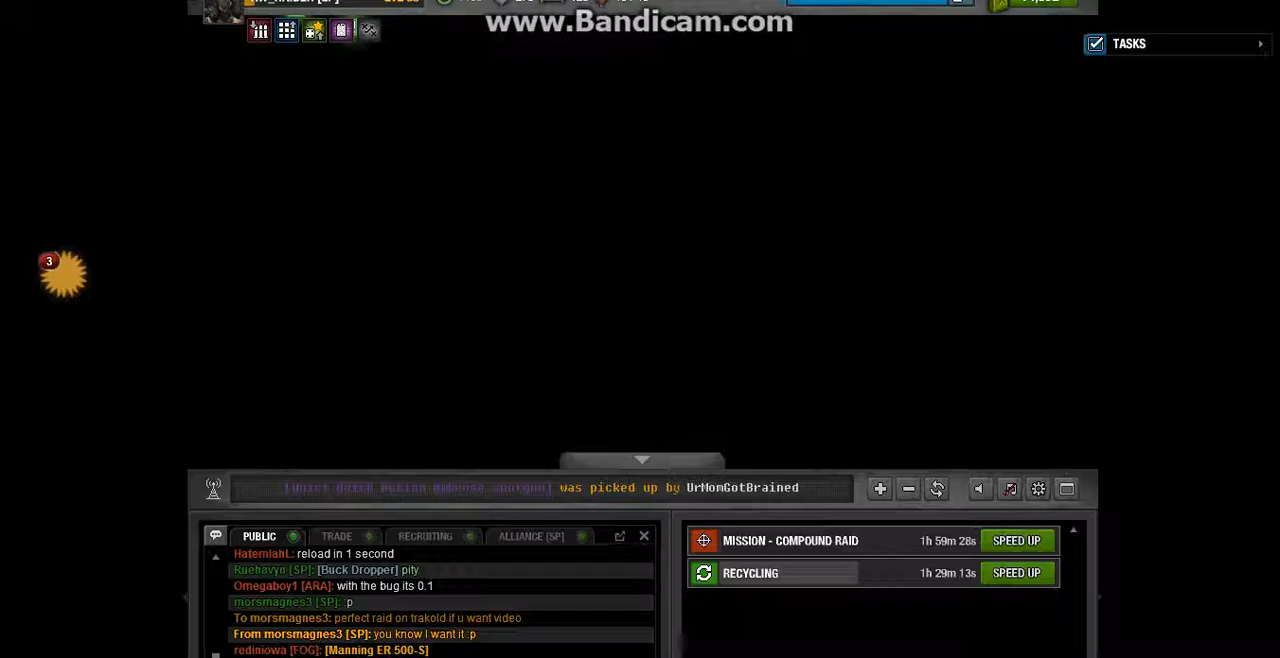 www.Bandicam.com
TASKS
3
was picked up by UrMomGotBrained
PUBLIC
TRADE
RECRUITING
ALLIANCE [SP]
HatemlahL: reload in 1 second
Ruehavyn [SP]: [Buck Dropper] pity
Omegaboy1 [ARA]: with the bug its 0.1
morsmagnes3 [SP]: :p
To morsmagnes3: perfect raid on trakold if u want video
From morsmagnes3 [SP]: you know I want it :p
rediniowa [FOG]: [Manning ER 500-S]
MISSION - COMPOUND RAID
1h 59m 28s
SPEED UP
RECYCLING
1h 29m 13s
SPEED UP